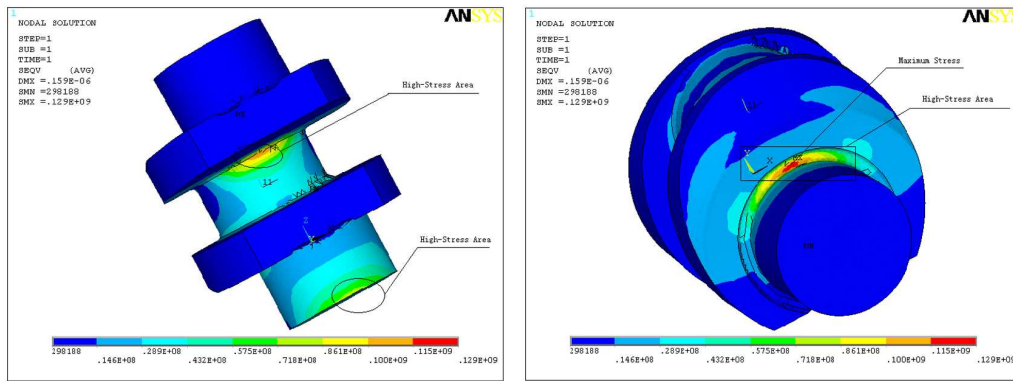 1
ANSYS
NODAL SOLUTION
STEP=1
SUB =1
TIME=1
SEQV (AVG)
DMX =.159E-06
SMN =298188
SMX =.129E+09
High-Stress Area
MX
Z
High-Stress Area
298188 .289E+08 .575E+08 .861E+08 .115E+09
.146E+08 .432E+08 .718E+08 .100E+09 .129E+09
1
ANSYS
NODAL SOLUTION
STEP=1
SUB =1
TIME=1
SEQV (AVG)
DMX =.159E-06
SMN =298188
SMX =.129E+09
Maximum Stress
High-Stress Area
Y
X
MX
298188 .289E+08 .575E+08 .861E+08 .115E+09
.146E+08 .432E+08 .718E+08 .100E+09 .129E+09